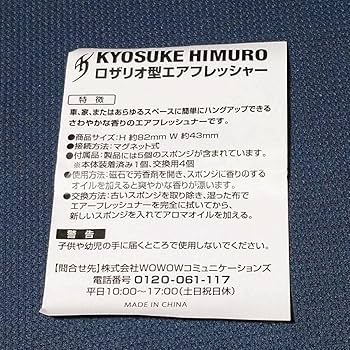 KYOSUKE HIMURO
ロザリオ型エアフレッシャー
特徴
車、家、またはあらゆるスペースに簡単にハングアップできる
さわやかな香りのエアフレッシュナーです。
●商品サイズ:H 約82mm W 約43mm
●接続方法:マグネット式
●付属品:製品には5個のスポンジが含まれています。
※本体装着済み1個、交換用4個
●使用方法:磁石で芳香剤を開き、スポンジに香りのする
オイルを加えると爽やかな香りが漂います。
●交換方法:古いスポンジを取り除き、湿った布で
エアーフレッシュナーを完全に拭いてから、
新しいスポンジを入れてアロマオイルを加える。
警告
子供や幼児の手に届くところで使用しないでください。
【問合せ先】株式会社WOWOWコミュニケーションズ
電話番号 0120-061-117
平日10:00~17:00(土日祝日休)
MADE IN CHINA